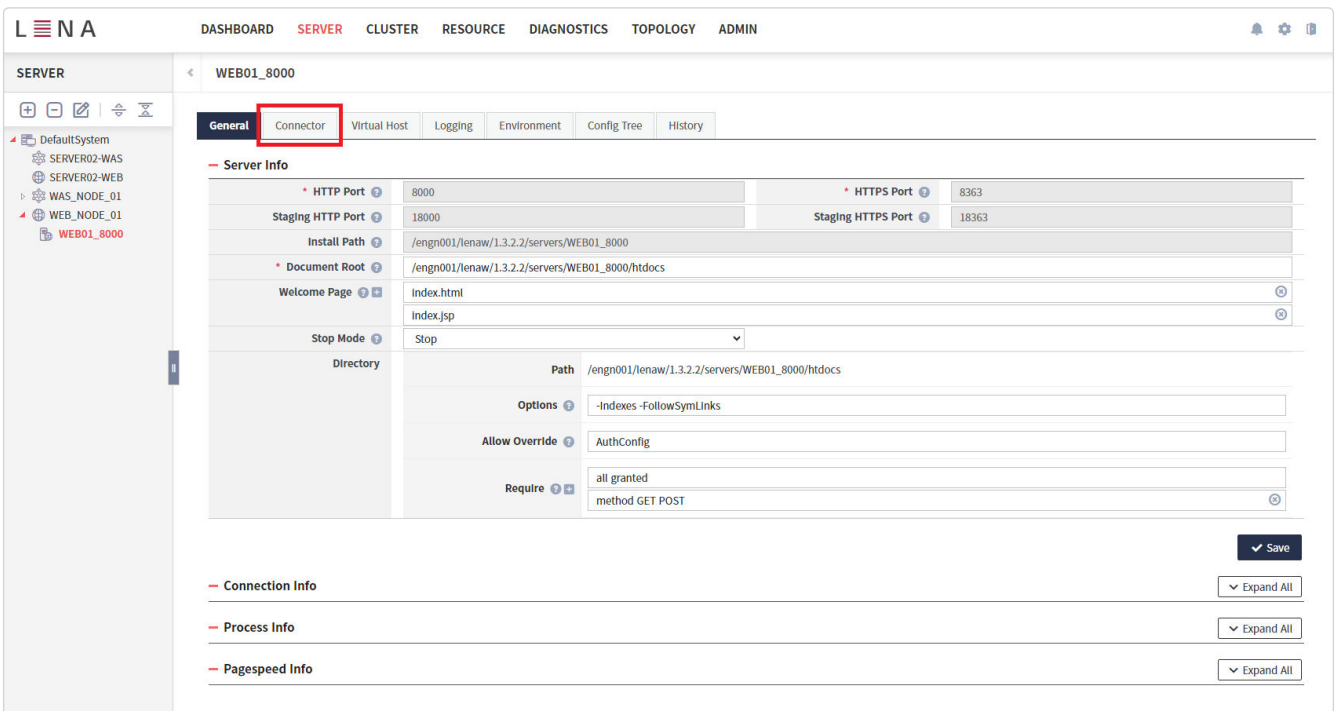 LENA DASHBOARD SERVER CLUSTER RESOURCE DIAGNOSTICS TOPOLOGY ADMIN
SERVER WEB01_8000
General Connector Virtual Host Logging Environment Config Tree History
DefaultSystem
SERVER02-WAS
SERVER02-WEB
WAS_NODE_01
WEB_NODE_01
WEB01_8000
Server Info
* HTTP Port 8000 * HTTPS Port 8363
Staging HTTP Port 18000 Staging HTTPS Port 18363
Install Path /engn001/lenaw/1.3.2.2/servers/WEB01_8000
* Document Root /engn001/lenaw/1.3.2.2/servers/WEB01_8000/htdocs
Welcome Page index.html
index.jsp
Stop Mode Stop
Directory Path /engn001/lenaw/1.3.2.2/servers/WEB01_8000/htdocs
Options -Indexes -FollowSymLinks
Allow Override AuthConfig
Require all granted
method GET POST
Save
Connection Info Expand All
Process Info Expand All
Pagespeed Info Expand All